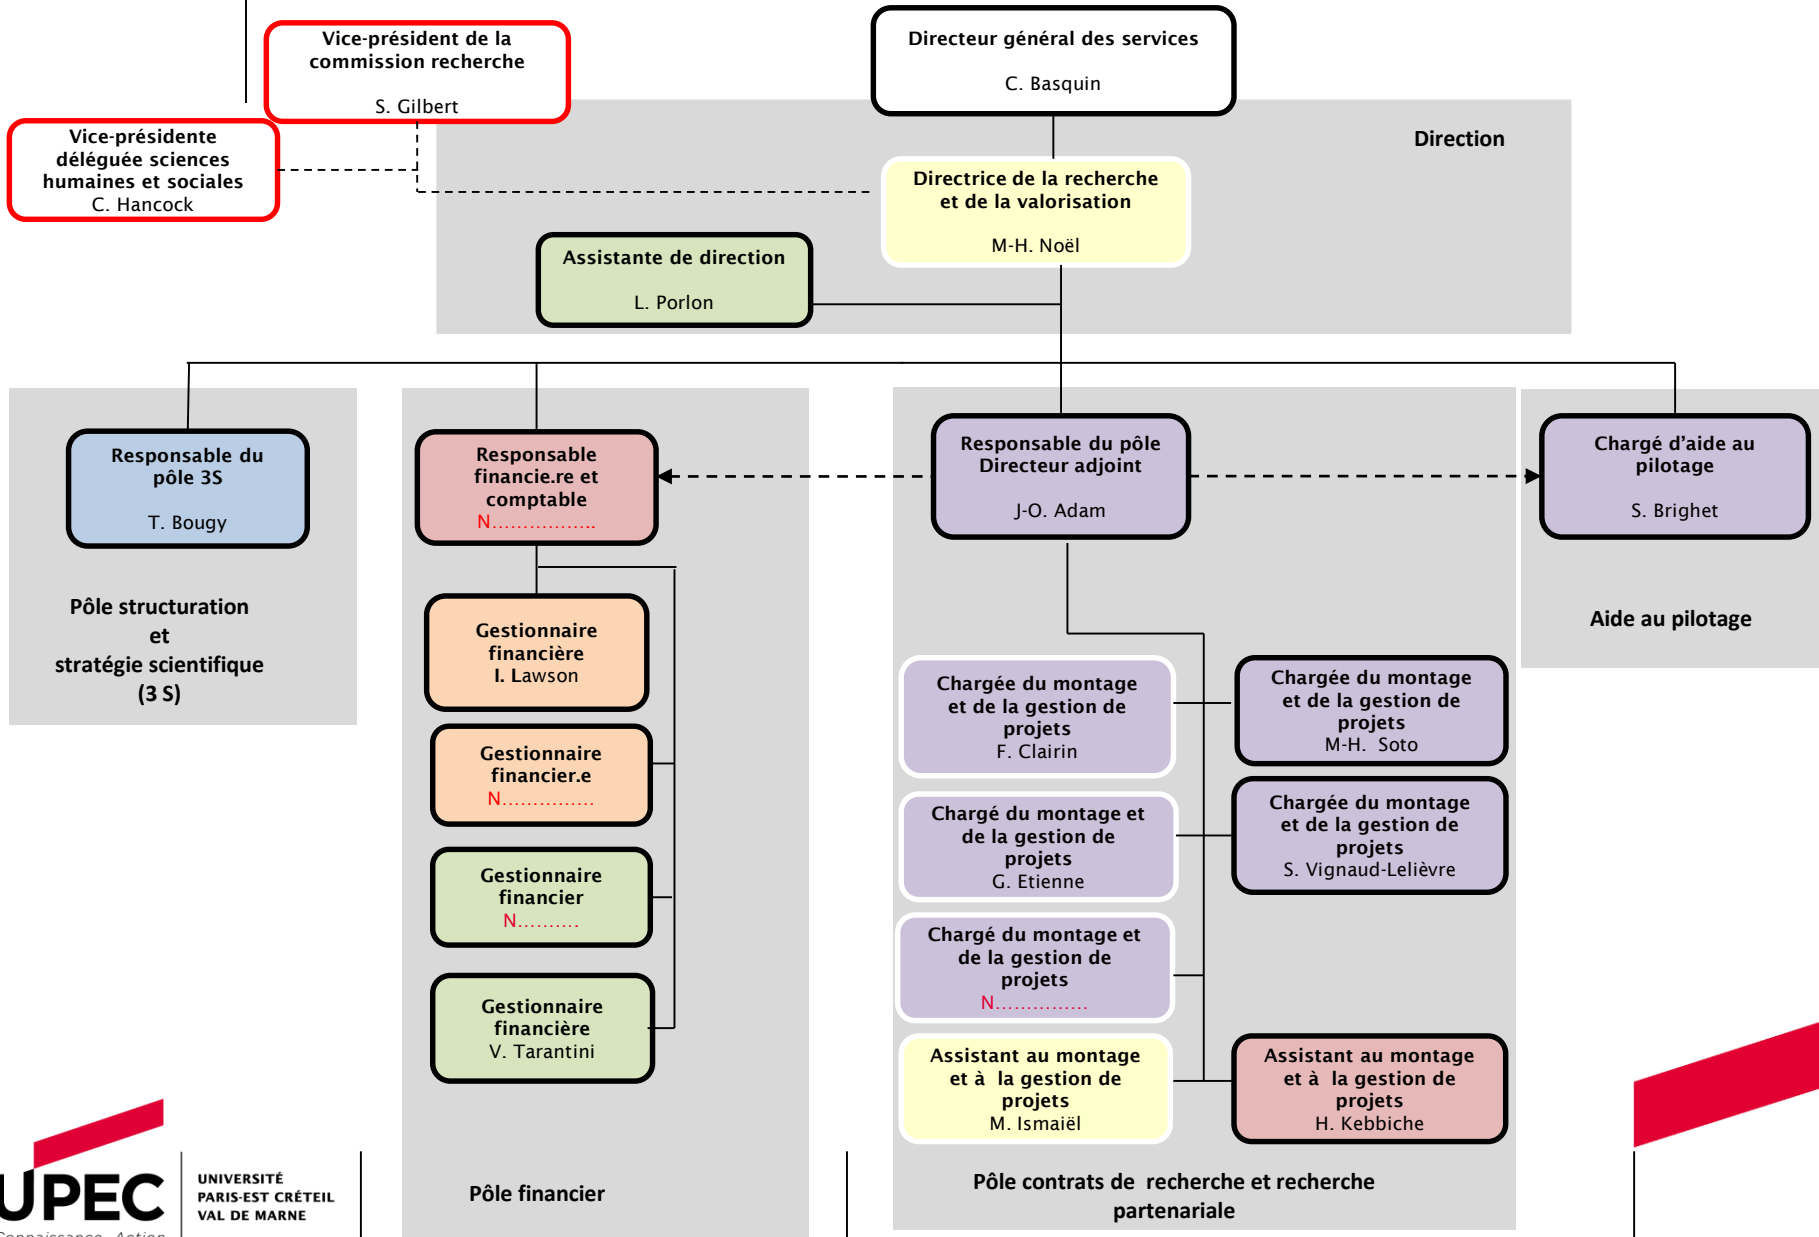 Vice-président de la
commission recherche
S. Gilbert
Directeur général des services
C. Basquin
Vice-présidente
déléguée sciences
humaines et sociales
C. Hancock
Direction
Directrice de la recherche
et de la valorisation
M-H. Noël
Assistante de direction
L. Porlon
Responsable du
pôle 3S
T. Bougy
Pôle structuration
et
stratégie scientifique
(3 S)
Responsable
financie.re et
comptable
N……………..
Gestionnaire
financière
I. Lawson
Gestionnaire
financier.e
N……………
Gestionnaire
financier
N……….
Gestionnaire
financière
V. Tarantini
Pôle financier
Responsable du pôle
Directeur adjoint
J-O. Adam
Chargée du montage
et de la gestion de
projets
F. Clairin
Chargée du montage
et de la gestion de
projets
M-H.  Soto
Chargé du montage et
de la gestion de
projets
G. Etienne
Chargée du montage
et de la gestion de
projets
S. Vignaud-Lelièvre
Chargé du montage et
de la gestion de
projets
N……………
Assistant au montage
et à  la gestion de
projets
M. Ismaiël
Assistant au montage
et à  la gestion de
projets
H. Kebbiche
Pôle contrats de  recherche et recherche
partenariale
Chargé d'aide au
pilotage
S. Brighet
Aide au pilotage
UPEC
Connaissance Action
UNIVERSITÉ
PARIS-EST CRÉTEIL
VAL DE MARNE